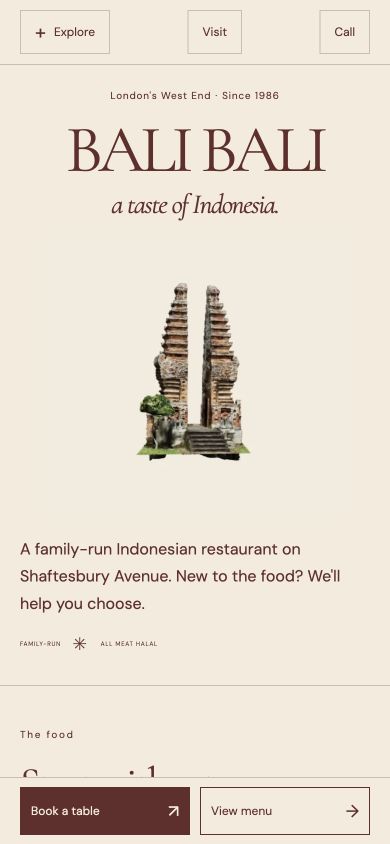 Explore
Visit
Call
London's West End · Since 1986
BALI BALI
a taste of Indonesia.
A family-run Indonesian restaurant on
Shaftesbury Avenue. New to the food? We'll
help you choose.
FAMILY-RUN
ALL MEAT HALAL
The food
Book a table
View menu